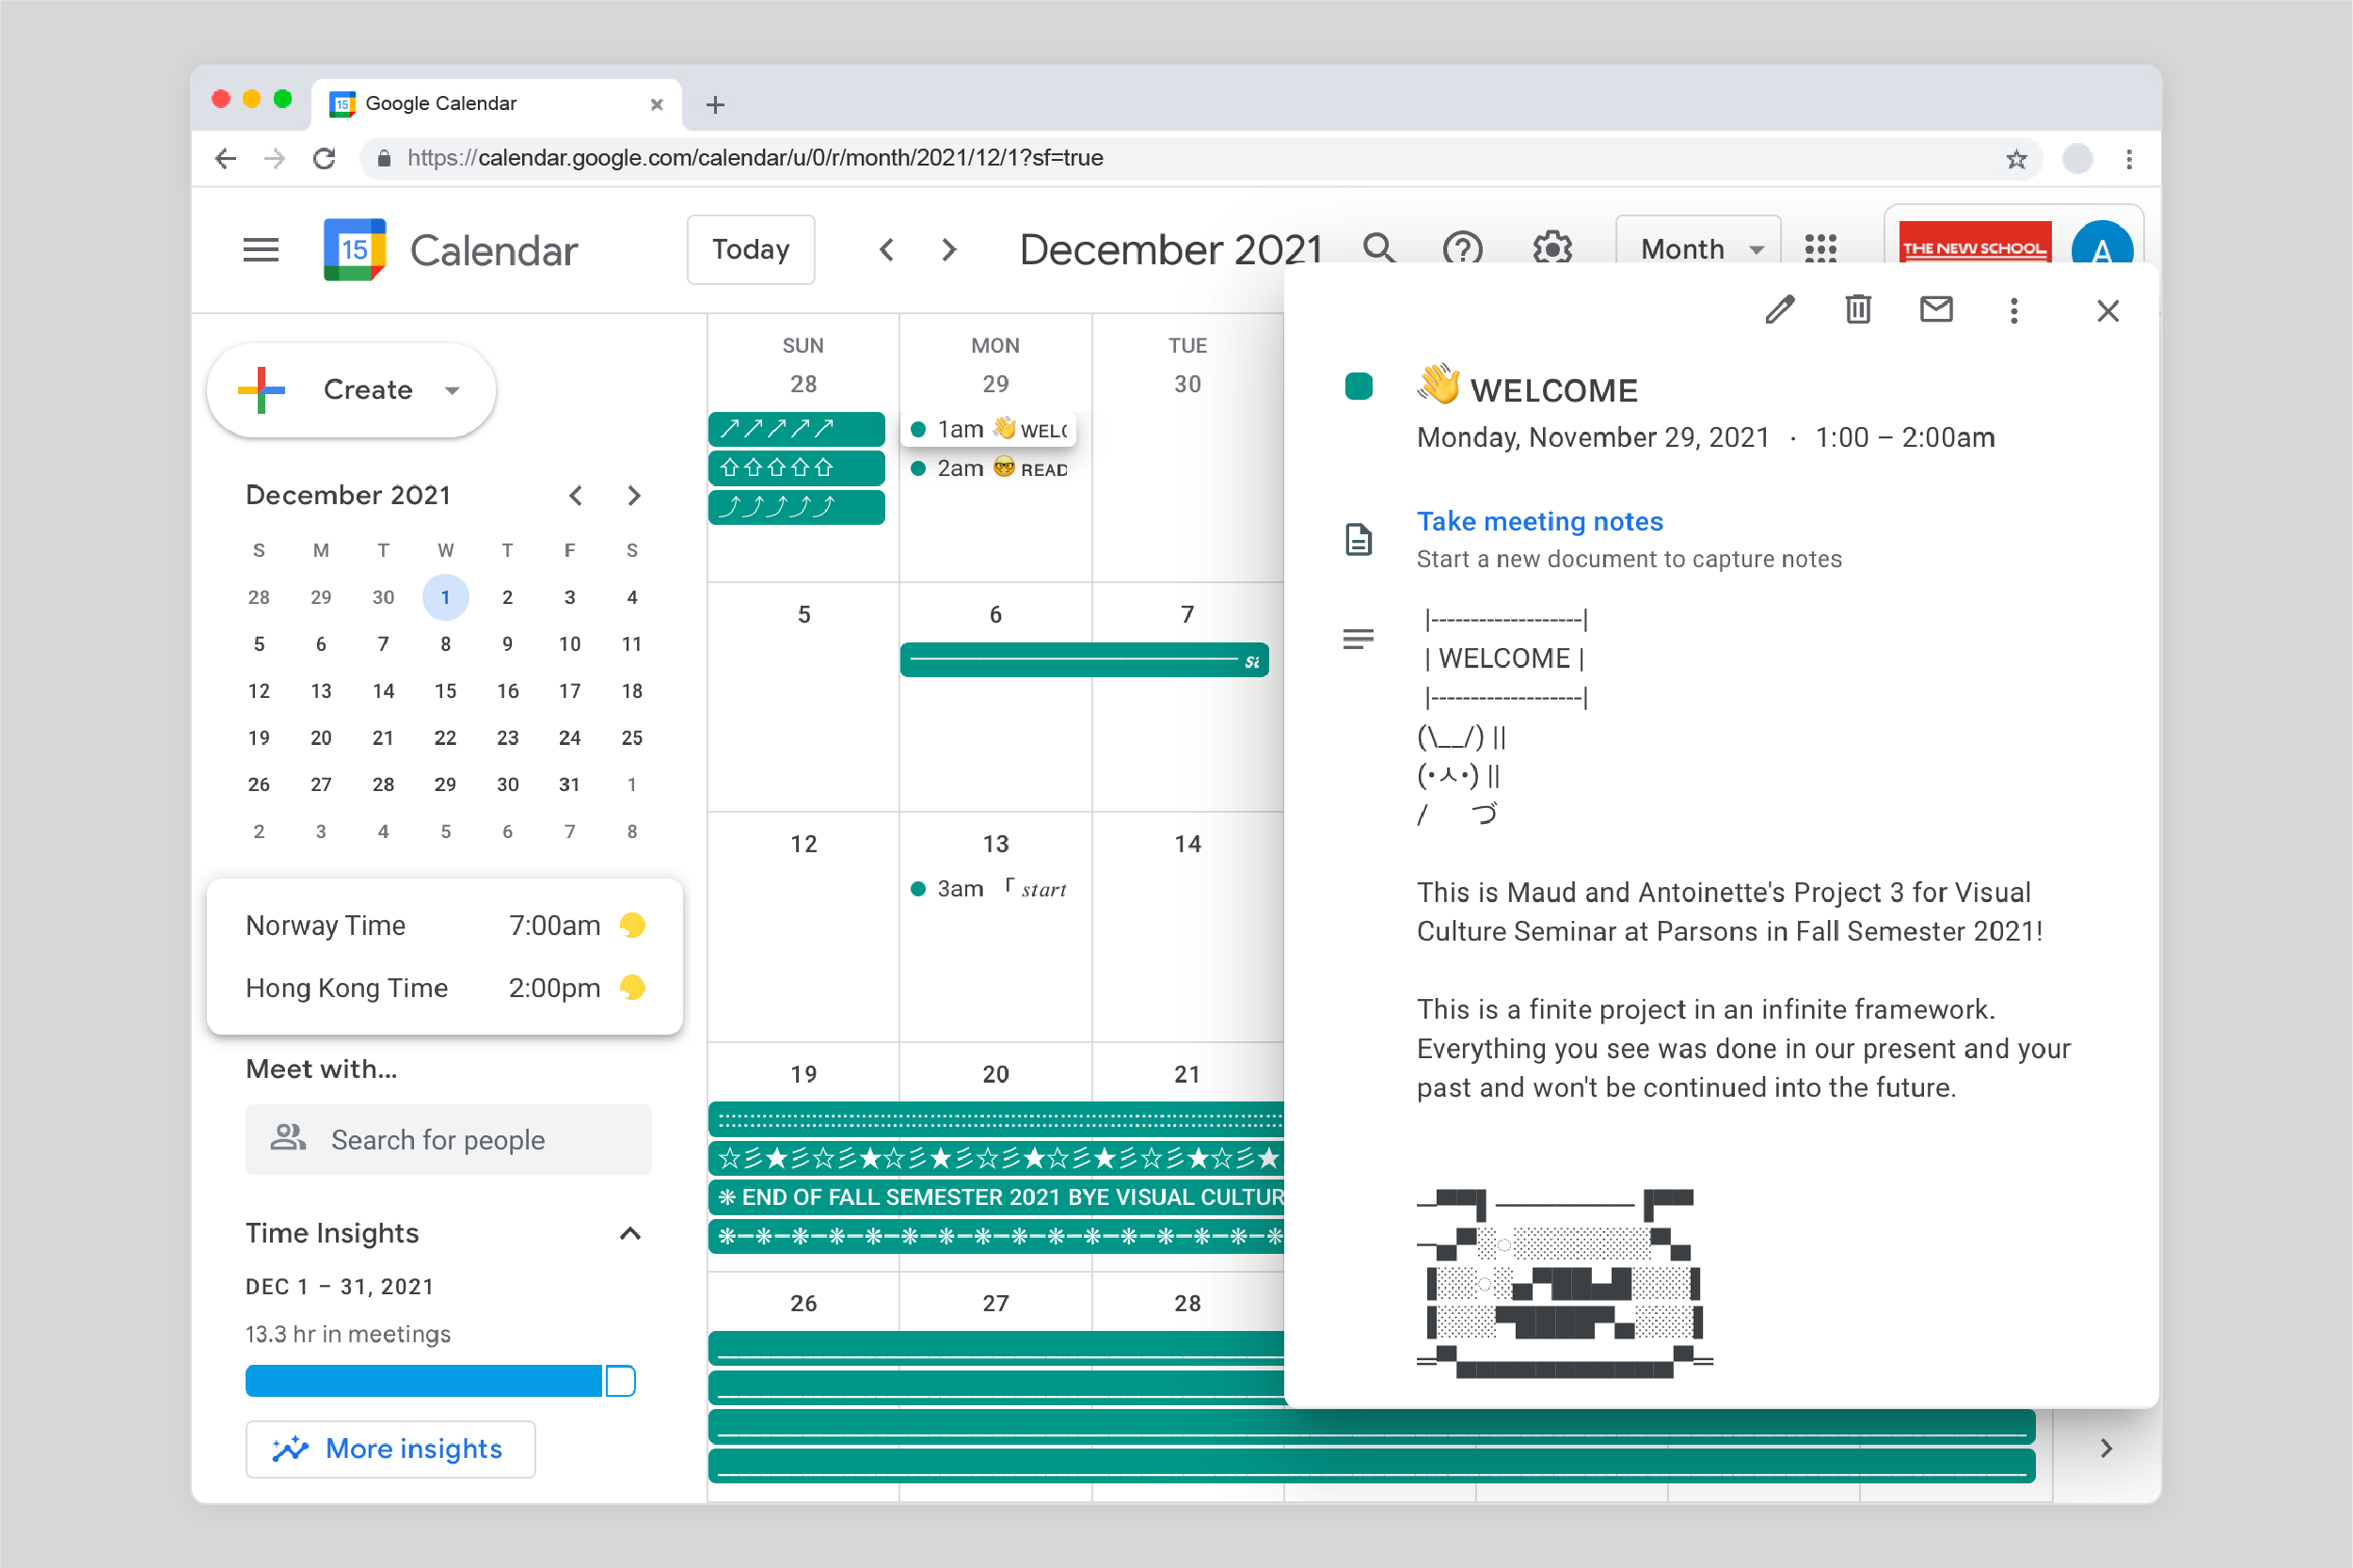 Google Calendar
https://calendar.google.com/calendar/u/0/r/month/2021/12/1?sf=true
15 Calendar
Today
December 2021
Month
THE NEW SCHOOL
A
Create
December 2021
S M T W T F S
28 29 30 1 2 3 4
5 6 7 8 9 10 11
12 13 14 15 16 17 18
19 20 21 22 23 24 25
26 27 28 29 30 31 1
2 3 4 5 6 7 8
Norway Time 7:00am
Hong Kong Time 2:00pm
Meet with...
Search for people
Time Insights
DEC 1 – 31, 2021
13.3 hr in meetings
More insights
SUN MON TUE
28 29 30
↗↗↗↗↗
1am 👋 WELC
⇧⇧⇧⇧⇧
2am 🤓 READ
⤴⤴⤴⤴⤴
5 6 7
12 13 14
3am 「 start
19 20 21
☆彡★彡☆彡★☆彡★彡☆彡★☆彡★彡☆彡★☆彡★
❋ END OF FALL SEMESTER 2021 BYE VISUAL CULTUR
❋–❋–❋–❋–❋–❋–❋–❋–❋–❋–❋–❋–❋–❋–❋–❋
26 27 28
👋 WELCOME
Monday, November 29, 2021 · 1:00 – 2:00am
Take meeting notes
Start a new document to capture notes
|-------------------|
| WELCOME |
|-------------------|
(\__/) ||
(•ㅅ•) ||
/ づ
This is Maud and Antoinette's Project 3 for Visual
Culture Seminar at Parsons in Fall Semester 2021!
This is a finite project in an infinite framework.
Everything you see was done in our present and your
past and won't be continued into the future.